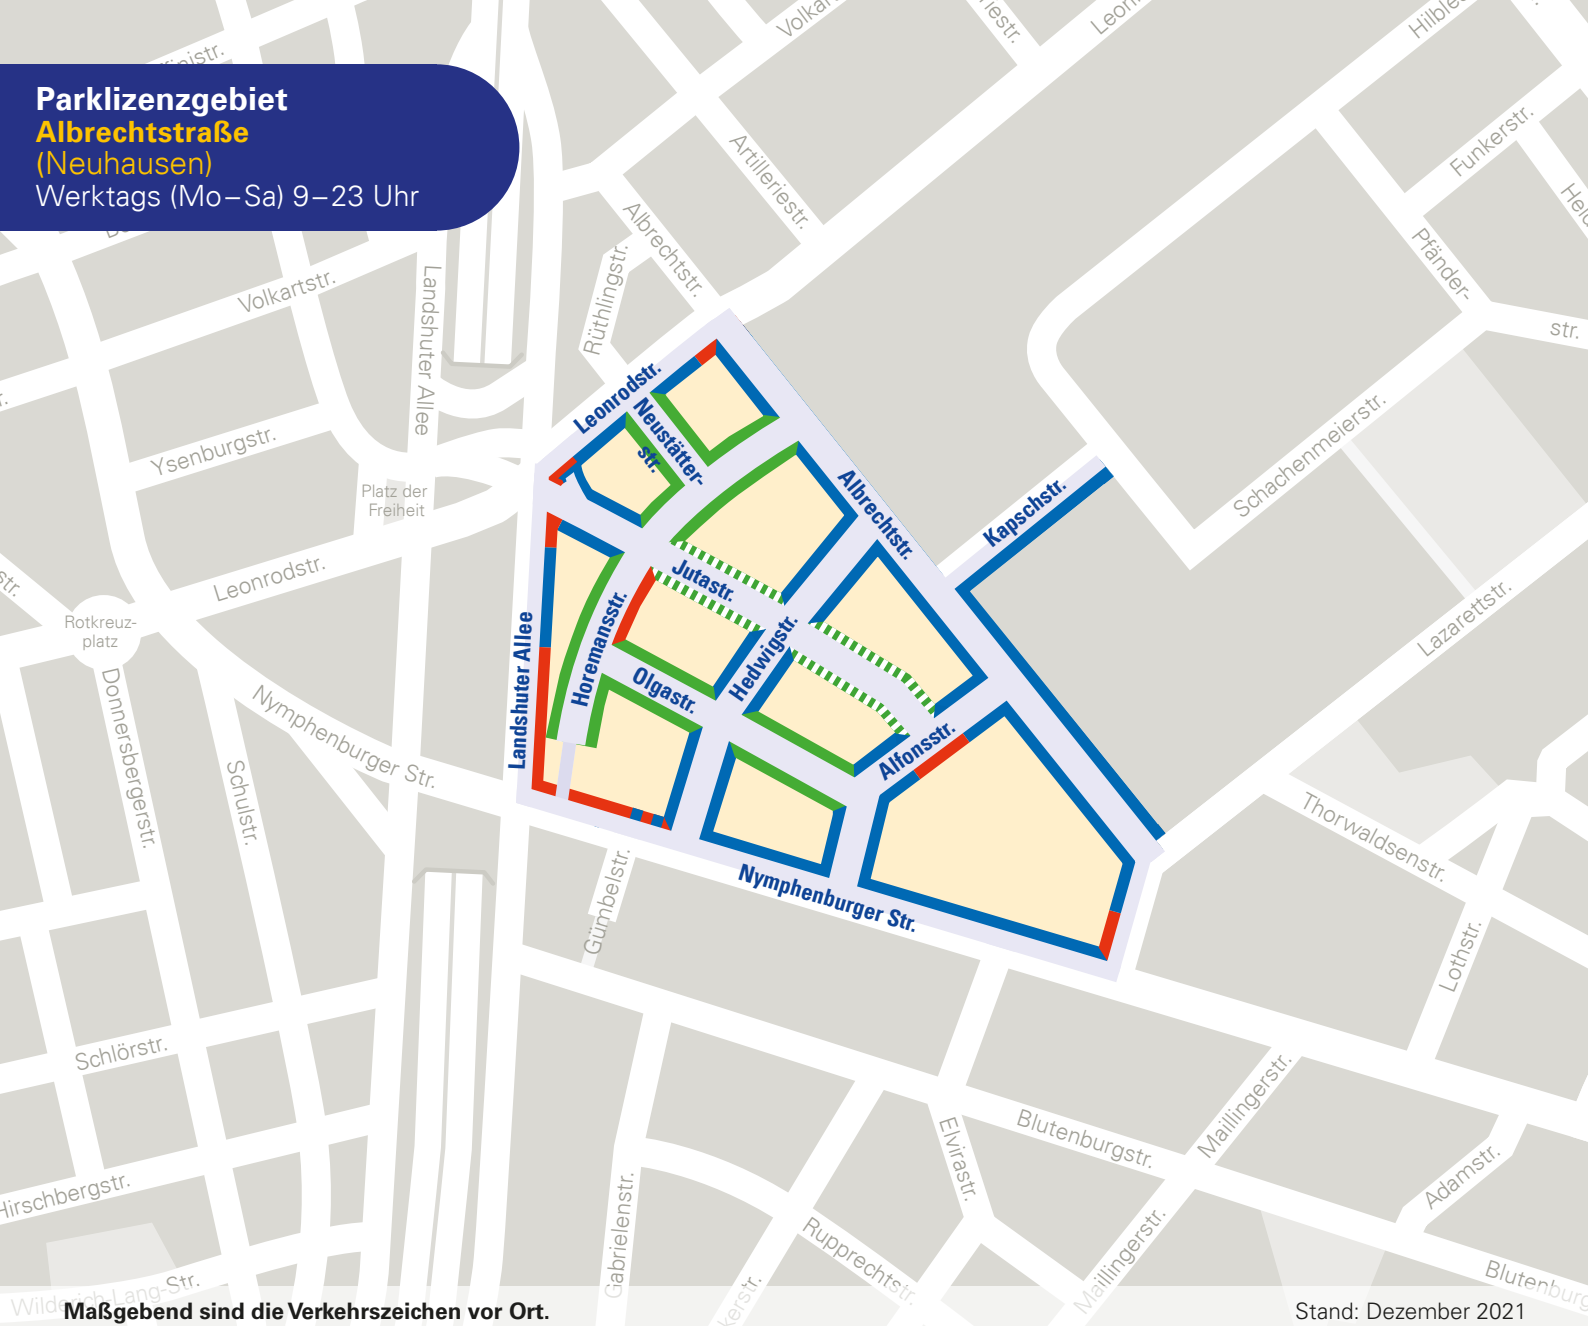 Parklizenzgebiet
Albrechtstraße
(Neuhausen)
Werktags (Mo–Sa) 9–23 Uhr
Landshuter Allee
Volkartstr.
Ysenburgstr.
Platz der
Freiheit
Leonrodstr.
Rotkreuz-
platz
Donnersbergerstr.
Schulstr.
Nymphenburger Str.
Schlörstr.
Hirschbergstr.
Wilderich-Lang-Str.
Albrechtstr.
Rüthlingstr.
Artilleriestr.
Funkerstr.
Pfänder-
str.
Schachenmeierstr.
Lazarettstr.
Thorwaldsenstr.
Lothstr.
Leonrodstr.
Neustätter-
str.
Albrechtstr.
Kapschstr.
Jutastr.
Horemansstr.
Hedwigstr.
Olgastr.
Landshuter Allee
Alfonsstr.
Nymphenburger Str.
Gümbelstr.
Gabrielenstr.
Rupprechtstr.
Elvirastr.
Blutenburgstr.
Maillingerstr.
Maillingerstr.
Adamstr.
Blutenburg
Maßgebend sind die Verkehrszeichen vor Ort.
Stand: Dezember 2021